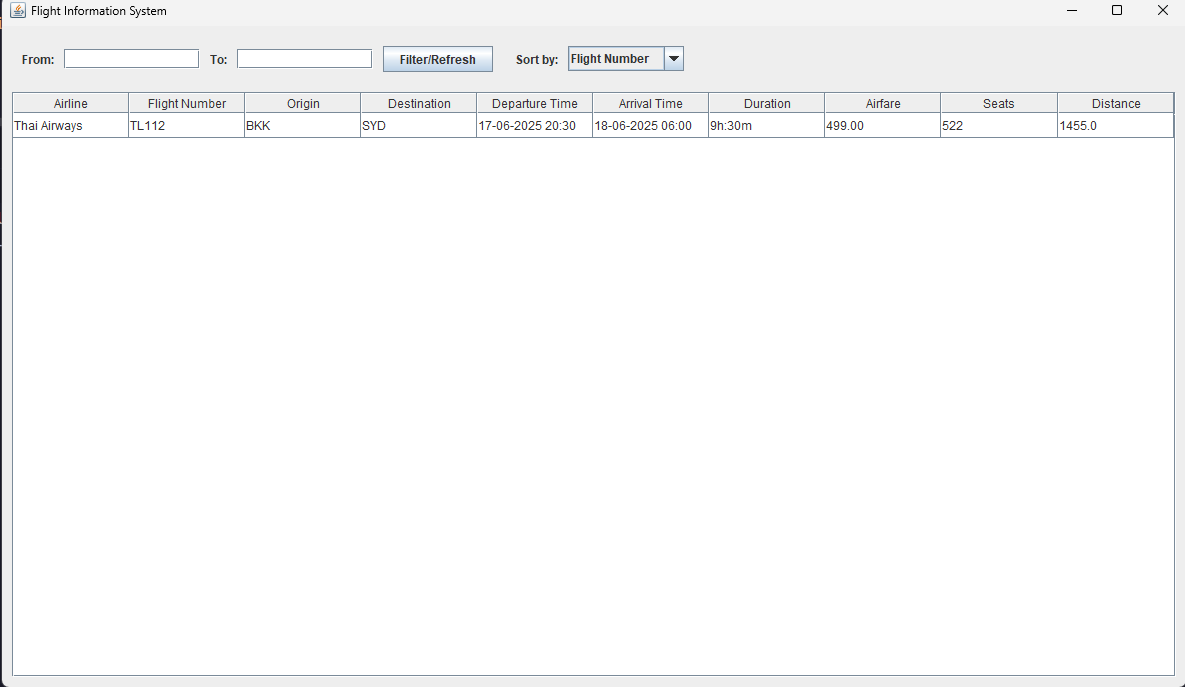 Flight Information System
From: To: Filter/Refresh Sort by: Flight Number
Airline Flight Number Origin Destination Departure Time Arrival Time Duration Airfare Seats Distance
Thai Airways TL112 BKK SYD 17-06-2025 20:30 18-06-2025 06:00 9h:30m 499.00 522 1455.0